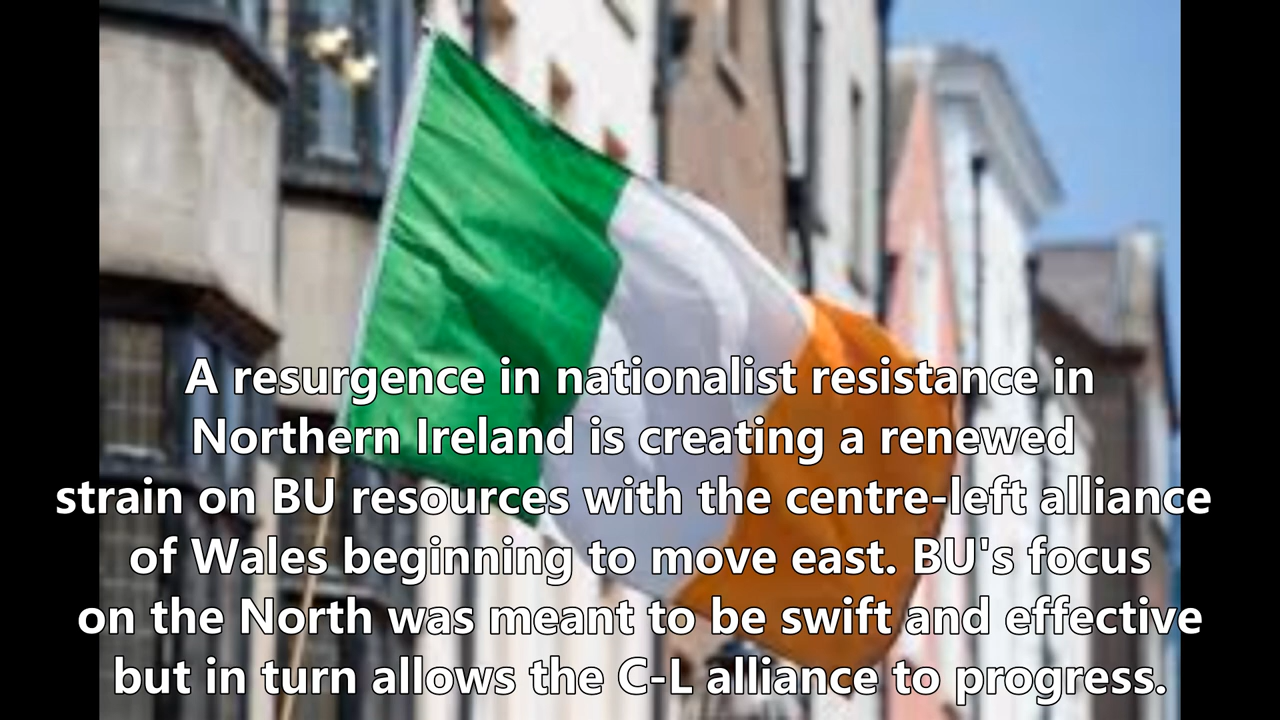 A resurgence in nationalist resistance in
Northern Ireland is creating a renewed
strain on BU resources with the centre-left alliance
of Wales beginning to move east. BU's focus
on the North was meant to be swift and effective
but in turn allows the C-L alliance to progress.